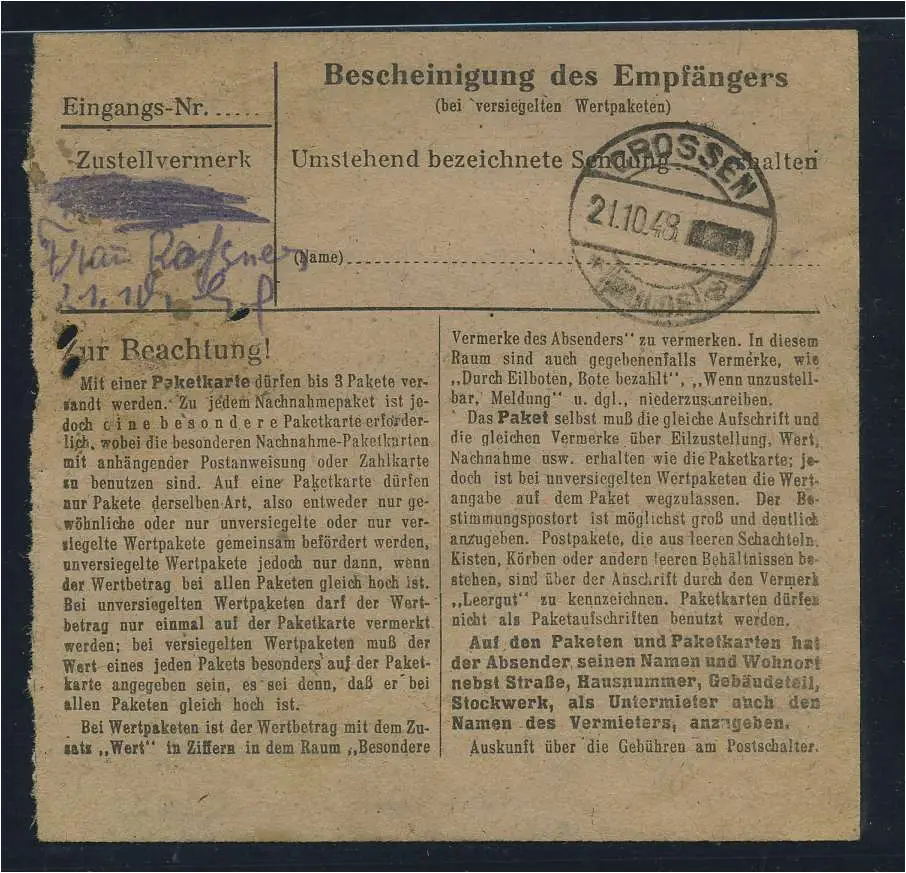 Bescheinigung des Empfängers
(bei versiegelten Wertpaketen)
Eingangs-Nr. .....
Zustellvermerk
Umstehend bezeichnete Sendung erhalten
CROSSEN
21.10.48
(Name)
Frau
21.10.
Zur Beachtung!
Mit einer Paketkarte dürfen bis 3 Pakete ver-
sandt werden. Zu jedem Nachnahmepaket ist je-
doch eine besondere Paketkarte erforder-
lich, wobei die besonderen Nachnahme-Paketkarten
mit anhängender Postanweisung oder Zahlkarte
zu benutzen sind. Auf eine Paketkarte dürfen
nur Pakete derselben Art, also entweder nur ge-
wöhnliche oder nur unversiegelte oder nur ver-
siegelte Wertpakete gemeinsam befördert werden,
unversiegelte Wertpakete jedoch nur dann, wenn
der Wertbetrag bei allen Paketen gleich hoch ist.
Bei unversiegelten Wertpaketen darf der Wert-
betrag nur einmal auf der Paketkarte vermerkt
werden; bei versiegelten Wertpaketen muß der
Wert eines jeden Pakets besonders auf der Paket-
karte angegeben sein, es sei denn, daß er bei
allen Paketen gleich hoch ist.
Bei Wertpaketen ist der Wertbetrag mit dem Zu-
satz „Wert" in Ziffern in dem Raum „Besondere
Vermerke des Absenders" zu vermerken. In diesem
Raum sind auch gegebenenfalls Vermerke, wie
„Durch Eilboten, Bote bezahlt", „Wenn unzustell-
bar, Meldung" u. dgl., niederzuschreiben.
Das Paket selbst muß die gleiche Aufschrift und
die gleichen Vermerke über Eilzustellung, Wert,
Nachnahme usw. erhalten wie die Paketkarte; je-
doch ist bei unversiegelten Wertpaketen die Wert-
angabe auf dem Paket wegzulassen. Der Be-
stimmungspostort ist möglichst groß und deutlich
anzugeben. Postpakete, die aus leeren Schachteln,
Kisten, Körben oder andern leeren Behältnissen be-
stehen, sind über der Anschrift durch den Vermerk
„Leergut" zu kennzeichnen. Paketkarten dürfen
nicht als Paketaufschriften benutzt werden.
Auf den Paketen und Paketkarten hat
der Absender seinen Namen und Wohnort
nebst Straße, Hausnummer, Gebäudeteil,
Stockwerk, als Untermieter auch den
Namen des Vermieters, anzugeben.
Auskunft über die Gebühren am Postschalter.